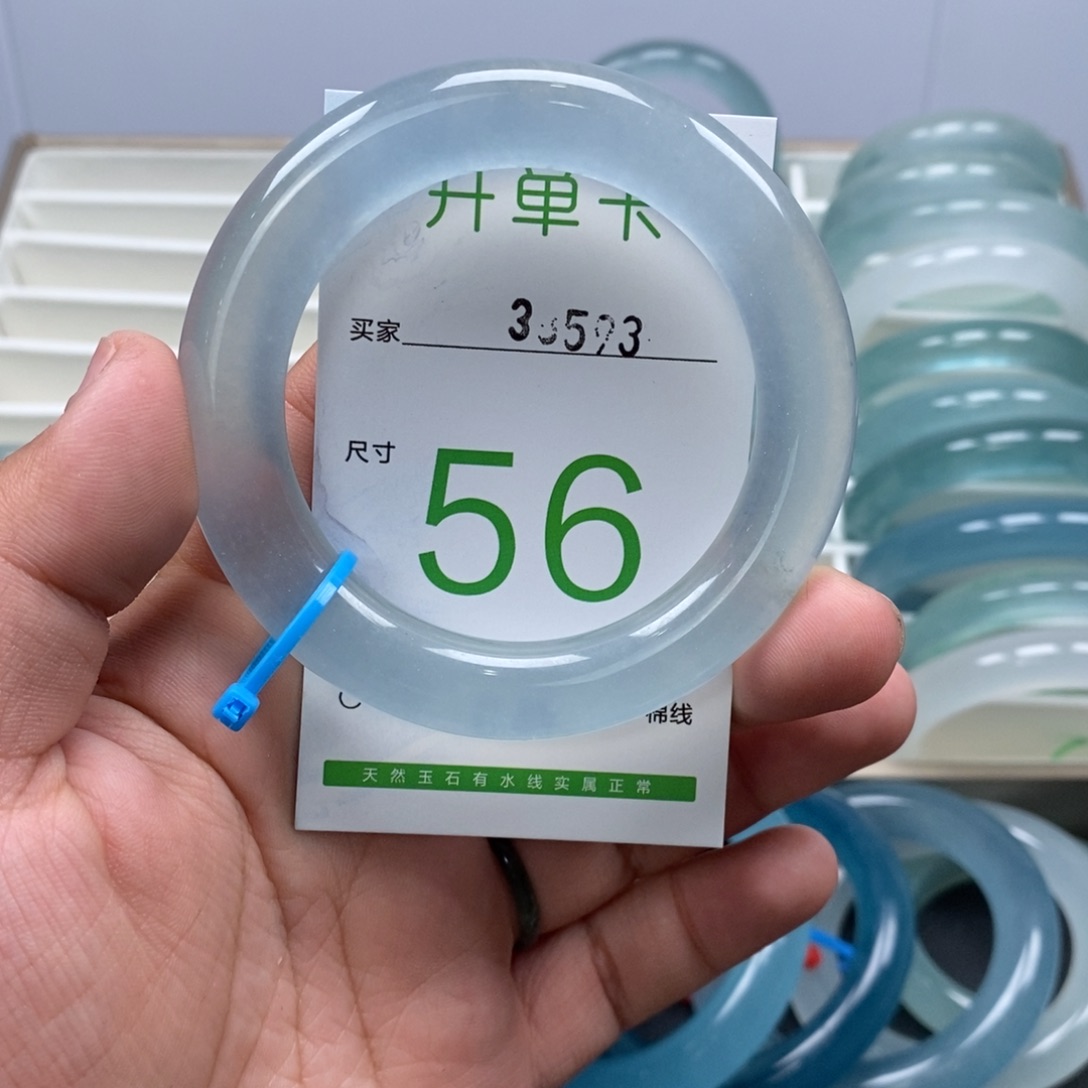 开单卡
买家
尺寸 56
棉线
天然玉石有水线实属正常